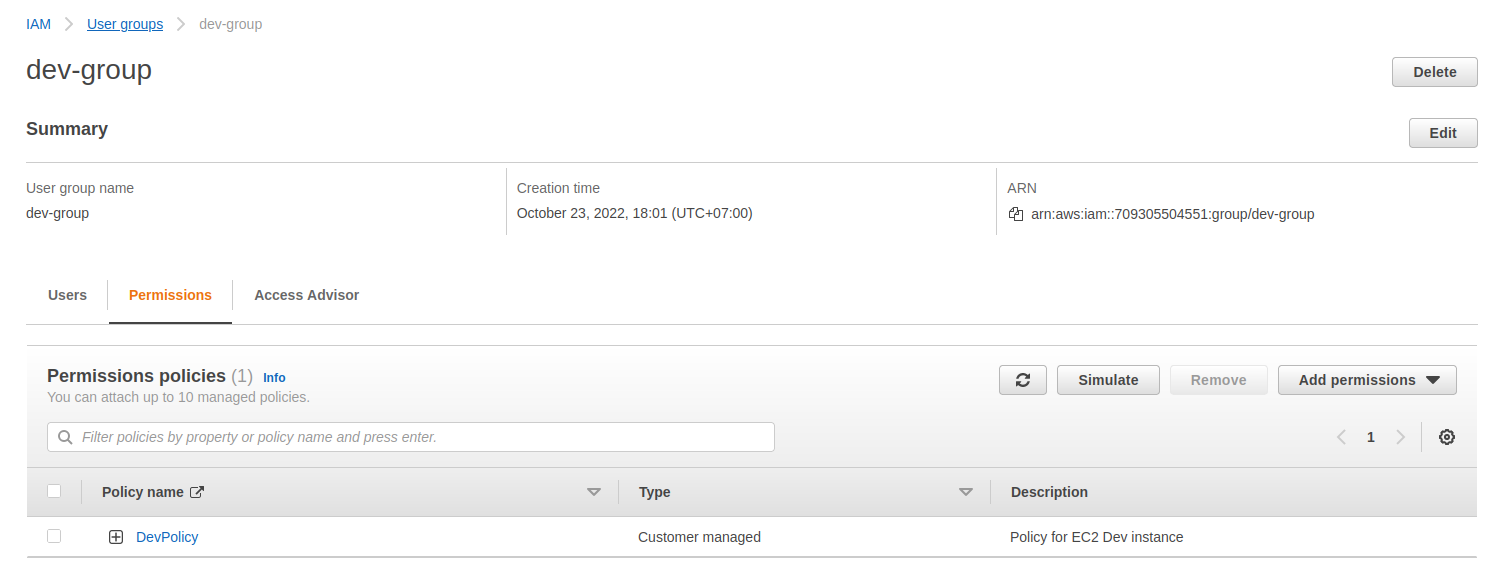 IAM User groups dev-group
dev-group
Delete
Summary
Edit
User group name
dev-group
Creation time
October 23, 2022, 18:01 (UTC+07:00)
ARN
arn:aws:iam::709305504551:group/dev-group
Users Permissions Access Advisor
Permissions policies (1) Info
You can attach up to 10 managed policies.
Simulate Remove Add permissions
Filter policies by property or policy name and press enter.
1
Policy name Type Description
DevPolicy Customer managed Policy for EC2 Dev instance